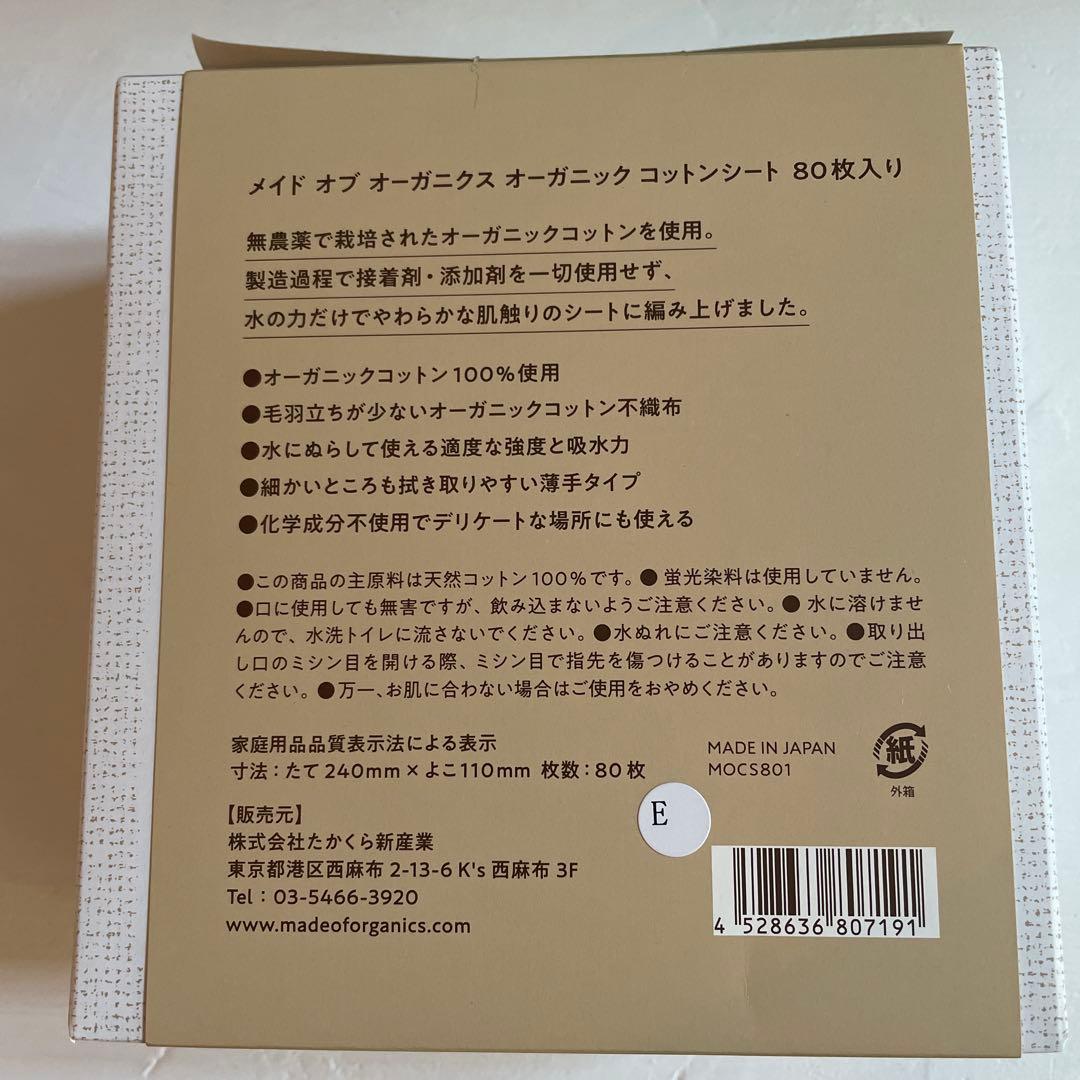 メイド オブ オーガニクス オーガニック コットンシート 80枚入り
無農薬で栽培されたオーガニックコットンを使用。
製造過程で接着剤・添加剤を一切使用せず、
水の力だけでやわらかな肌触りのシートに編み上げました。
●オーガニックコットン100%使用
●毛羽立ちが少ないオーガニックコットン不織布
●水にぬらして使える適度な強度と吸水力
●細かいところも拭き取りやすい薄手タイプ
●化学成分不使用でデリケートな場所にも使える
●この商品の主原料は天然コットン100%です。●蛍光染料は使用していません。
●口に使用しても無害ですが、飲み込まないようご注意ください。●水に溶けませ
んので、水洗トイレに流さないでください。●水ぬれにご注意ください。●取り出
し口のミシン目を開ける際、ミシン目で指先を傷つけることがありますのでご注意
ください。●万一、お肌に合わない場合はご使用をおやめください。
家庭用品品質表示法による表示
寸法：たて240mm×よこ110mm 枚数：80枚
MADE IN JAPAN
MOCS801
紙
外箱
【販売元】
株式会社たかくら新産業
東京都港区西麻布 2-13-6 K's 西麻布 3F
Tel：03-5466-3920
www.madeoforganics.com
E
4 528636 807191